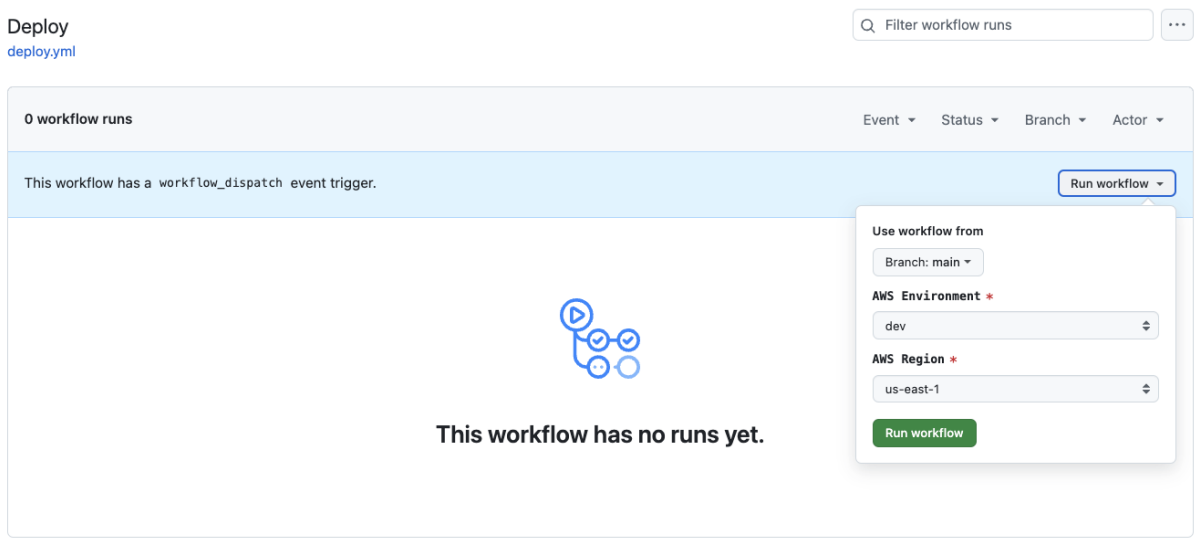 Deploy
Filter workflow runs
deploy.yml
0 workflow runs
Event
Status
Branch
Actor
This workflow has a workflow_dispatch event trigger.
Run workflow
Use workflow from
Branch: main
AWS Environment *
dev
AWS Region *
us-east-1
Run workflow
This workflow has no runs yet.